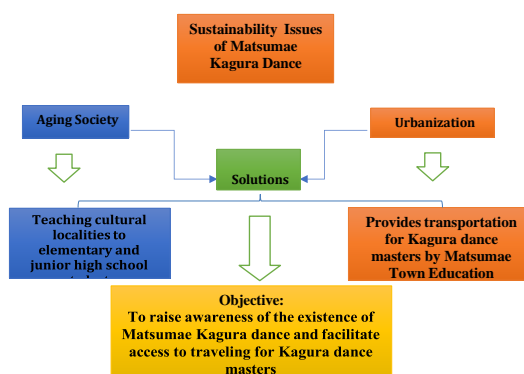 Sustainability Issues
of Matsumae
Kagura Dance
Aging Society
Urbanization
Solutions
Teaching cultural
localities to
elementary and
junior high school
Provides transportation
for Kagura dance
masters by Matsumae
Town Education
Objective:
To raise awareness of the existence of
Matsumae Kagura dance and facilitate
access to traveling for Kagura dance
masters